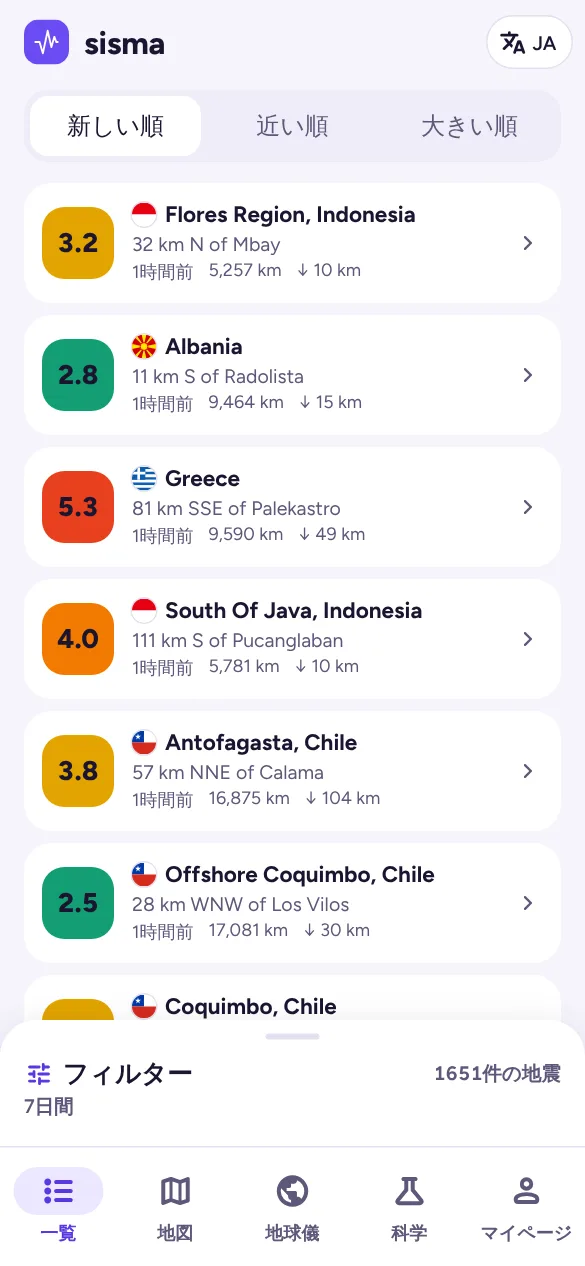 sisma
JA
新しい順 近い順 大きい順
3.2
Flores Region, Indonesia
32 km N of Mbay
1時間前 5,257 km ↓ 10 km
2.8
Albania
11 km S of Radolista
1時間前 9,464 km ↓ 15 km
5.3
Greece
81 km SSE of Palekastro
1時間前 9,590 km ↓ 49 km
4.0
South Of Java, Indonesia
111 km S of Pucanglaban
1時間前 5,781 km ↓ 10 km
3.8
Antofagasta, Chile
57 km NNE of Calama
1時間前 16,875 km ↓ 104 km
2.5
Offshore Coquimbo, Chile
28 km WNW of Los Vilos
1時間前 17,081 km ↓ 30 km
Coquimbo, Chile
フィルター 1651件の地震
7日間
一覧 地図 地球儀 科学 マイページ